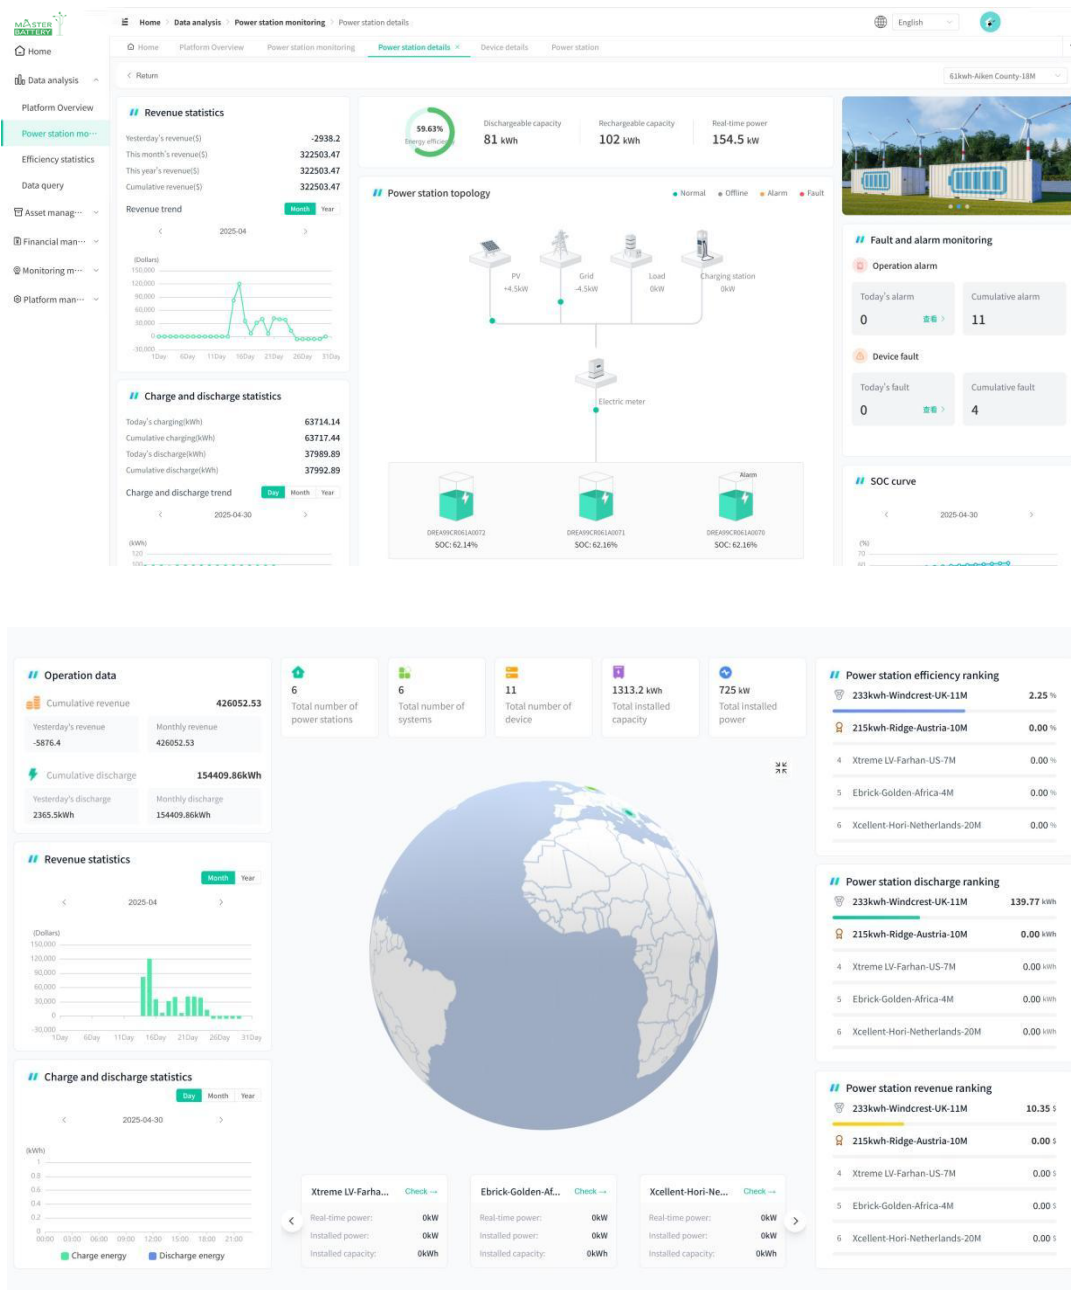 MASTER
BATTERY
Home
Data analysis
Platform Overview
Power station mo···
Efficiency statistics
Data query
Asset manag···
Financial man···
Monitoring m···
Platform man···
Home > Data analysis > Power station monitoring > Power station details
English
Home Platform Overview Power station monitoring Power station details × Device details Power station
< Return
61kwh-Aiken County-18M
Revenue statistics
Yesterday's revenue($) -2938.2
This month's revenue($) 322503.47
This year's revenue($) 322503.47
Cumulative revenue($) 322503.47
Revenue trend Month Year
< 2025-04 >
(Dollars)
150,000
120,000
90,000
60,000
30,000
0
-30,000
1Day 6Day 11Day 16Day 21Day 26Day 31Day
Charge and discharge statistics
Today's charging(kWh) 63714.14
Cumulative charging(kWh) 63717.44
Today's discharge(kWh) 37989.89
Cumulative discharge(kWh) 37992.89
Charge and discharge trend Day Month Year
< 2025-04-30 >
(kWh)
120
100
59.63%
Energy efficienc
Dischargeable capacity
81 kWh
Rechargeable capacity
102 kWh
Real-time power
154.5 kW
Power station topology
Normal Offline Alarm Fault
PV
+4.5kW
Grid
-4.5kW
Load
0kW
Charging station
0kW
Electric meter
Alarm
DREA99CR061A0072
SOC: 62.14%
DREA99CR061A0071
SOC: 62.16%
DREA99CR061A0070
SOC: 62.16%
Fault and alarm monitoring
Operation alarm
Today's alarm
0 查看 >
Cumulative alarm
11
Device fault
Today's fault
0 查看 >
Cumulative fault
4
SOC curve
< 2025-04-30 >
(%)
70
60
Operation data
Cumulative revenue 426052.53
Yesterday's revenue
-5876.4
Monthly revenue
426052.53
Cumulative discharge 154409.86kWh
Yesterday's discharge
2365.5kWh
Monthly discharge
154409.86kWh
Revenue statistics
Month Year
< 2025-04 >
(Dollars)
150,000
120,000
90,000
60,000
30,000
0
-30,000
1Day 6Day 11Day 16Day 21Day 26Day 31Day
Charge and discharge statistics
Day Month Year
< 2025-04-30 >
(kWh)
1
0.8
0.6
0.4
0.2
0
00:00 03:00 06:00 09:00 12:00 15:00 18:00 21:00
Charge energy Discharge energy
6
Total number of
power stations
6
Total number of
systems
11
Total number of
device
1313.2 kWh
Total installed
capacity
725 kW
Total installed
power
Xtreme LV-Farha... Check →
Real-time power: 0kW
Installed power: 0kW
Installed capacity: 0kWh
Ebrick-Golden-Af... Check →
Real-time power: 0kW
Installed power: 0kW
Installed capacity: 0kWh
Xcellent-Hori-Ne... Check →
Real-time power: 0kW
Installed power: 0kW
Installed capacity: 0kWh
Power station efficiency ranking
233kwh-Windcrest-UK-11M 2.25 %
215kwh-Ridge-Austria-10M 0.00 %
4 Xtreme LV-Farhan-US-7M 0.00 %
5 Ebrick-Golden-Africa-4M 0.00 %
6 Xcellent-Hori-Netherlands-20M 0.00 %
Power station discharge ranking
233kwh-Windcrest-UK-11M 139.77 kWh
215kwh-Ridge-Austria-10M 0.00 kWh
4 Xtreme LV-Farhan-US-7M 0.00 kWh
5 Ebrick-Golden-Africa-4M 0.00 kWh
6 Xcellent-Hori-Netherlands-20M 0.00 kWh
Power station revenue ranking
233kwh-Windcrest-UK-11M 10.35 $
215kwh-Ridge-Austria-10M 0.00 $
4 Xtreme LV-Farhan-US-7M 0.00 $
5 Ebrick-Golden-Africa-4M 0.00 $
6 Xcellent-Hori-Netherlands-20M 0.00 $